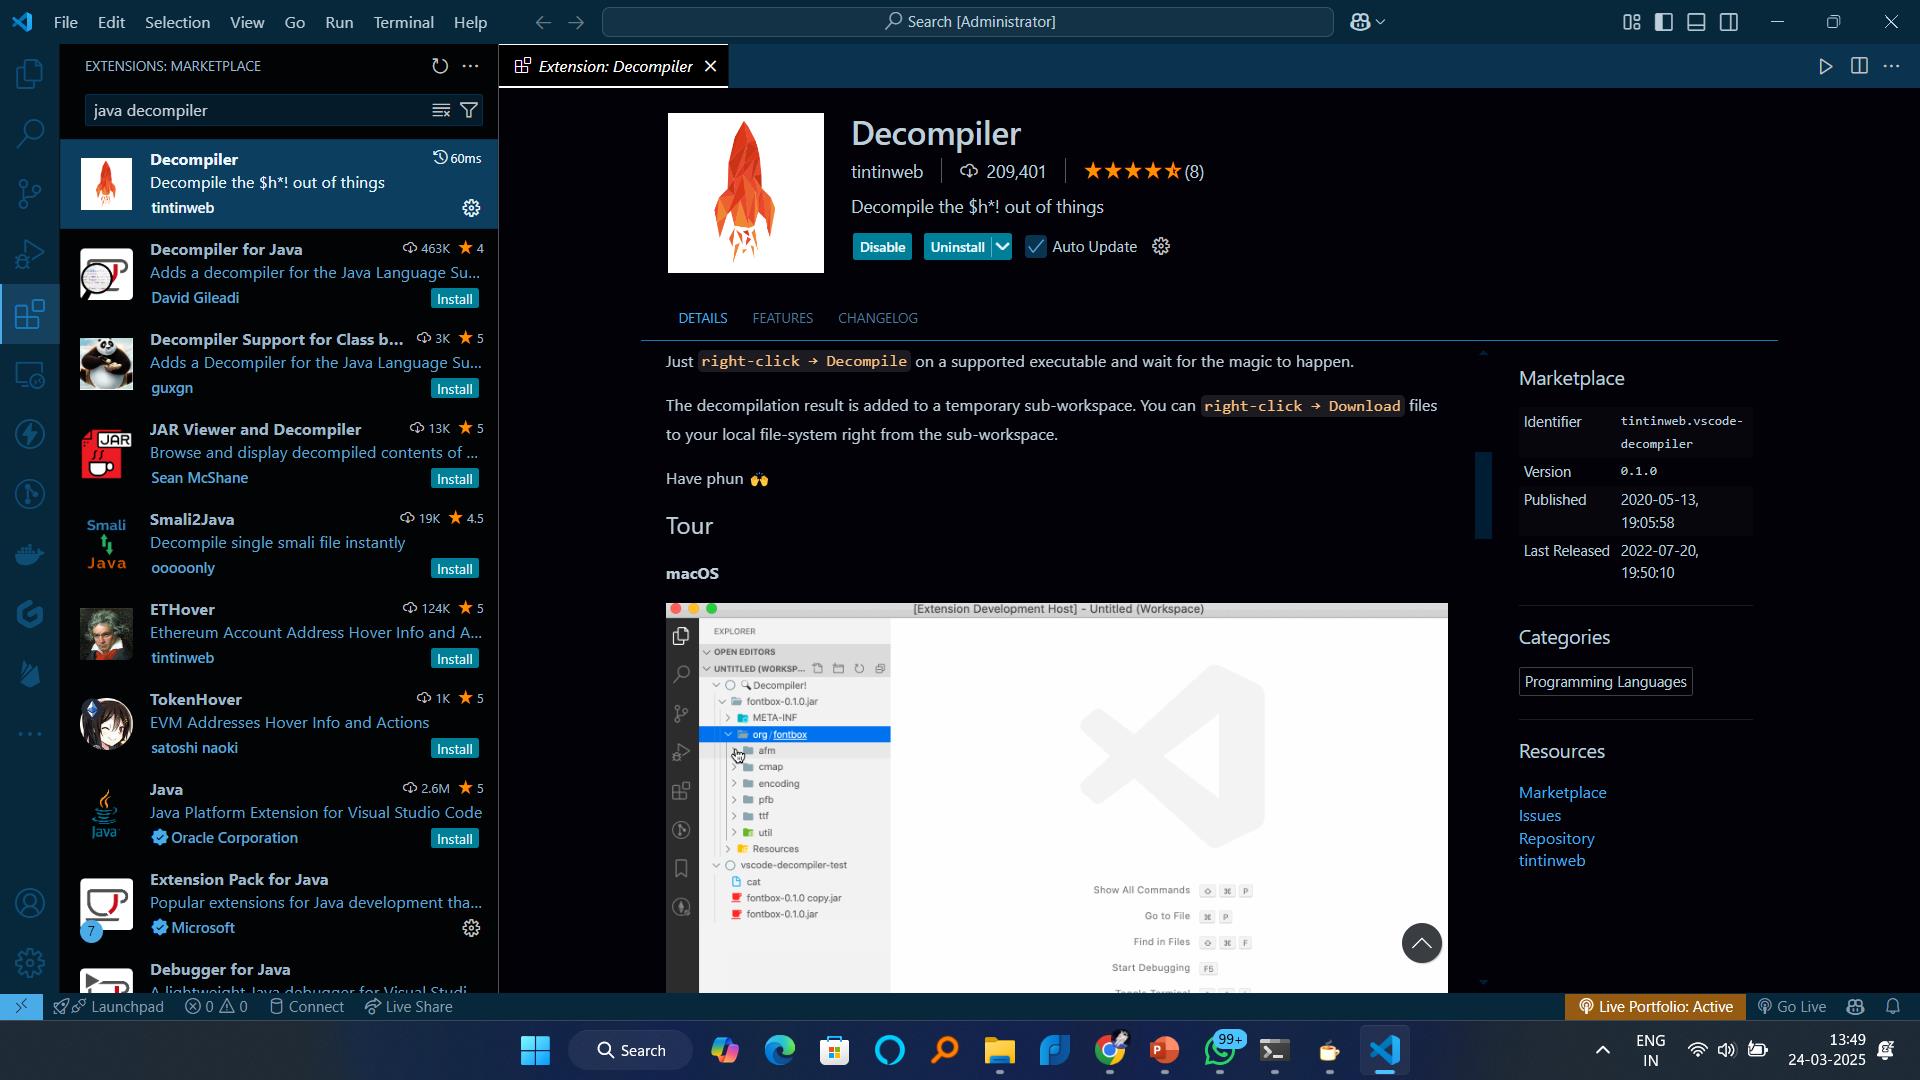 File Edit Selection View Go Run Terminal Help
Search [Administrator]
EXTENSIONS: MARKETPLACE
java decompiler
Decompiler
60ms
Decompile the $h*! out of things
tintinweb
Decompiler for Java
463K 4
Adds a decompiler for the Java Language Su...
David Gileadi
Install
Decompiler Support for Class b...
3K 5
Adds a Decompiler for the Java Language Su...
guxgn
Install
JAR Viewer and Decompiler
13K 5
Browse and display decompiled contents of ...
Sean McShane
Install
Smali2Java
19K 4.5
Decompile single smali file instantly
ooooonly
Install
ETHover
124K 5
Ethereum Account Address Hover Info and A...
tintinweb
Install
TokenHover
1K 5
EVM Addresses Hover Info and Actions
satoshi naoki
Install
Java
2.6M 5
Java Platform Extension for Visual Studio Code
Oracle Corporation
Install
Extension Pack for Java
Popular extensions for Java development tha...
Microsoft
7
Debugger for Java
A lightweight Java debugger for Visual Studi...
JAR
Smali
Java
Java
Extension: Decompiler
Decompiler
tintinweb 209,401 (8)
Decompile the $h*! out of things
Disable Uninstall Auto Update
DETAILS FEATURES CHANGELOG
Just right-click → Decompile on a supported executable and wait for the magic to happen.
The decompilation result is added to a temporary sub-workspace. You can right-click → Download files
to your local file-system right from the sub-workspace.
Have phun 🙌
Tour
macOS
[Extension Development Host] - Untitled (Workspace)
EXPLORER
OPEN EDITORS
UNTITLED (WORKSP...
Decompiler!
fontbox-0.1.0.jar
META-INF
org / fontbox
afm
cmap
encoding
pfb
ttf
util
Resources
vscode-decompiler-test
cat
fontbox-0.1.0 copy.jar
fontbox-0.1.0.jar
Show All Commands ⇧ ⌘ P
Go to File ⌘ P
Find in Files ⇧ ⌘ F
Start Debugging F5
Toggle Terminal
Marketplace
Identifier tintinweb.vscode-
decompiler
Version 0.1.0
Published 2020-05-13,
19:05:58
Last Released 2022-07-20,
19:50:10
Categories
Programming Languages
Resources
Marketplace
Issues
Repository
tintinweb
Launchpad 0 0 Connect Live Share
Live Portfolio: Active Go Live
Search
99+
ENG
IN
13:49
24-03-2025